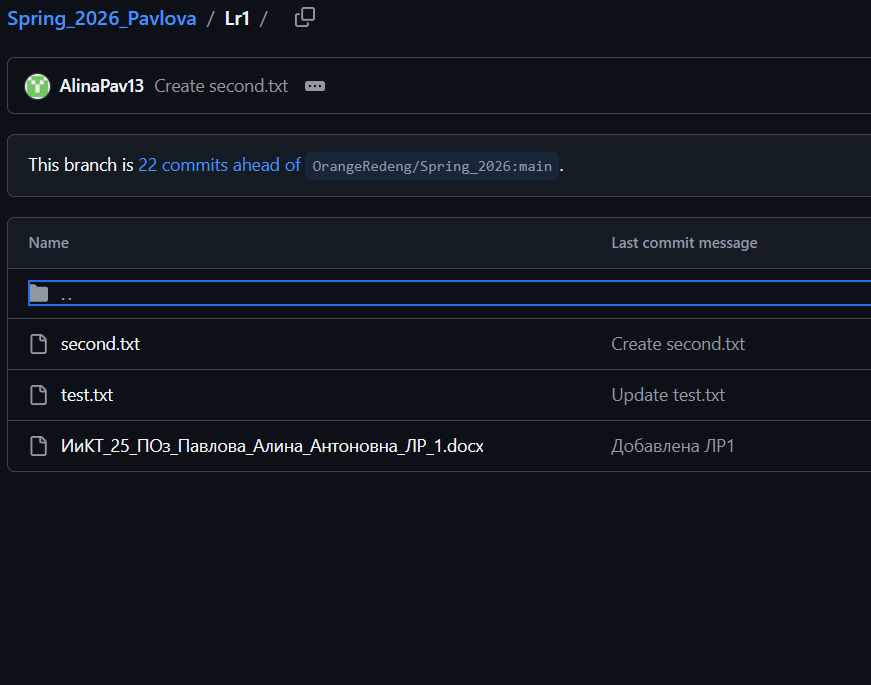 Spring_2026_Pavlova / Lr1 /
AlinaPav13 Create second.txt
This branch is 22 commits ahead of OrangeRedeng/Spring_2026:main.
Name Last commit message
..
second.txt Create second.txt
test.txt Update test.txt
ИиКТ_25_ПОз_Павлова_Алина_Антоновна_ЛР_1.docx Добавлена ЛР1